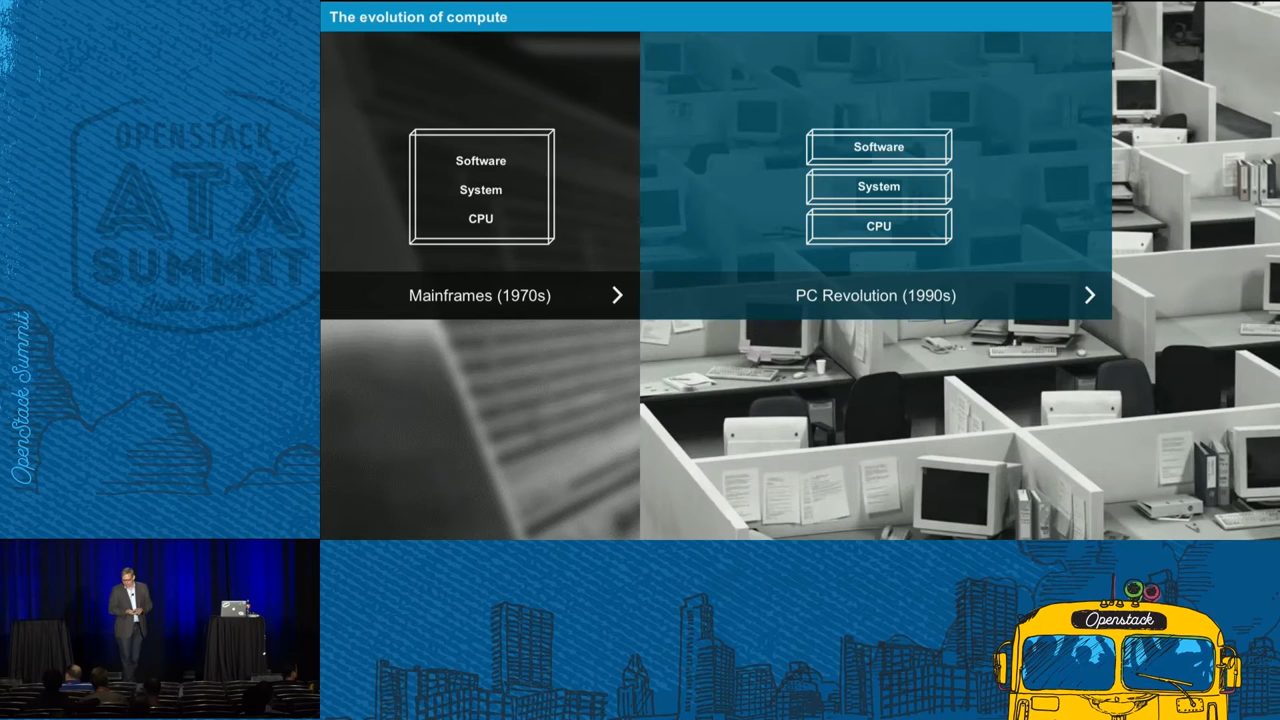 The evolution of compute
Software
System
CPU
Mainframes (1970s)
Software
System
CPU
PC Revolution (1990s)
OPENSTACK
ATX
SUMMIT
OpenStack Summit
Openstack